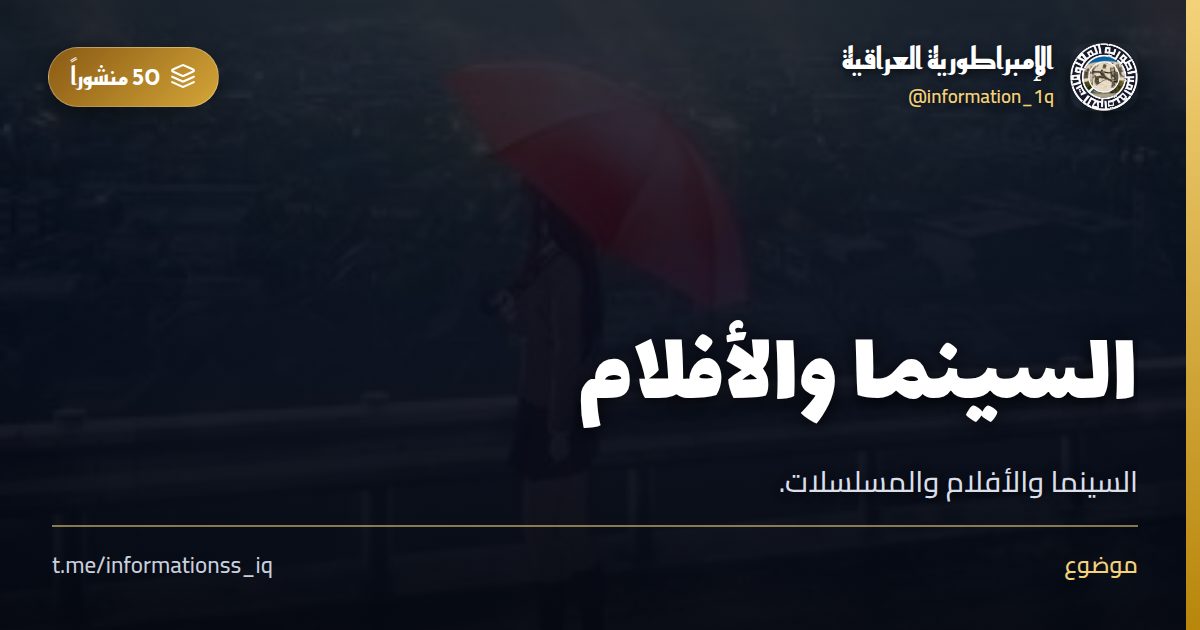 الإمبراطورية العراقية
@information_1q
50 منشوراً
السينما والأفلام
السينما والأفلام والمسلسلات.
موضوع
t.me/informationss_iq